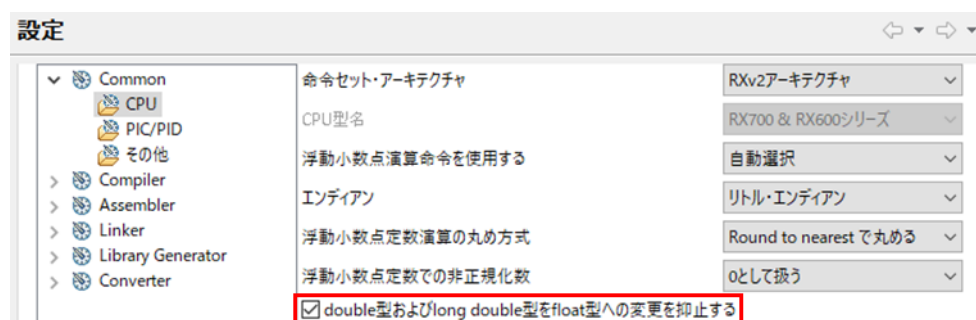 設定
Common
CPU
PIC/PID
その他
Compiler
Assembler
Linker
Library Generator
Converter
命令セット・アーキテクチャ RXv2アーキテクチャ
CPU型名 RX700 & RX600シリーズ
浮動小数点演算命令を使用する 自動選択
エンディアン リトル・エンディアン
浮動小数点定数演算の丸め方式 Round to nearest で丸める
浮動小数点定数での非正規化数 0として扱う
double型およびlong double型をfloat型への変更を抑止する